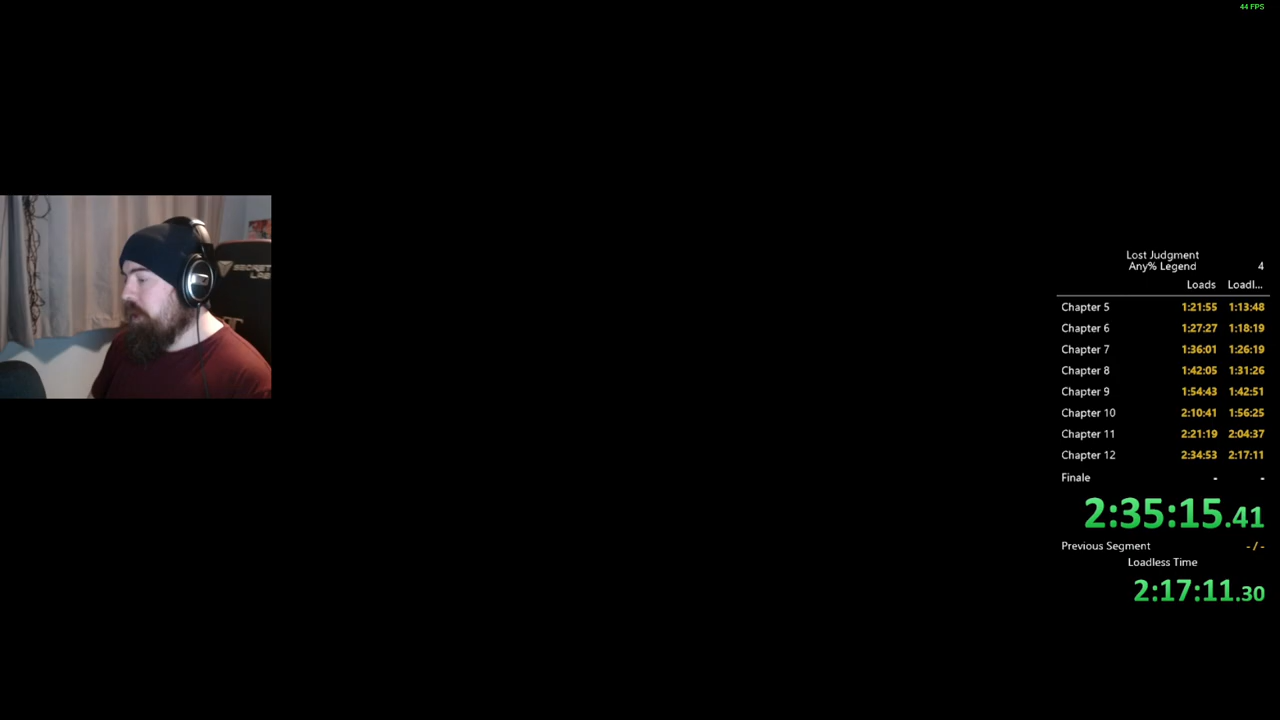 44 FPS
SECRET
LAB
Lost Judgment
Any% Legend 4
Loads Loadl...
Chapter 5 1:21:55 1:13:48
Chapter 6 1:27:27 1:18:19
Chapter 7 1:36:01 1:26:19
Chapter 8 1:42:05 1:31:26
Chapter 9 1:54:43 1:42:51
Chapter 10 2:10:41 1:56:25
Chapter 11 2:21:19 2:04:37
Chapter 12 2:34:53 2:17:11
Finale - -
2:35:15.41
Previous Segment - / -
Loadless Time
2:17:11.30